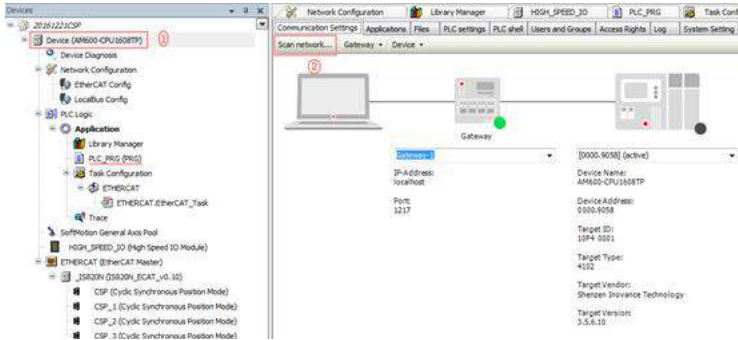 Devices
20161221CSP
Device (AM600-CPU1608TP)
①
Device Diagnosis
Network Configuration
EtherCAT Config
LocalBus Config
PLC Logic
Application
Library Manager
PLC_PRG (PRG)
Task Configuration
ETHERCAT
ETHERCAT.EtherCAT_Task
Trace
SoftMotion General Axis Pool
HIGH_SPEED_IO (High Speed IO Module)
ETHERCAT (EtherCAT Master)
_IS820N (IS820N_ECAT_v0.10)
CSP (Cyclic Synchronous Position Mode)
CSP_1 (Cyclic Synchronous Position Mode)
CSP_2 (Cyclic Synchronous Position Mode)
CSP_3 (Cyclic Synchronous Position Mode)
Network Configuration Library Manager HIGH_SPEED_IO PLC_PRG Task Conf
Communication Settings Applications Files PLC settings PLC shell Users and Groups Access Rights Log System Setting
Scan network... Gateway Device
②
Gateway
Gateway-1
[0000.9058] (active)
IP-Address:
localhost
Port:
1217
Device Name:
AM600-CPU1608TP
Device Address:
0000.9058
Target ID:
10F4 0001
Target Type:
4102
Target Vendor:
Shenzen Inovance Technology
Target Version:
3.5.6.10